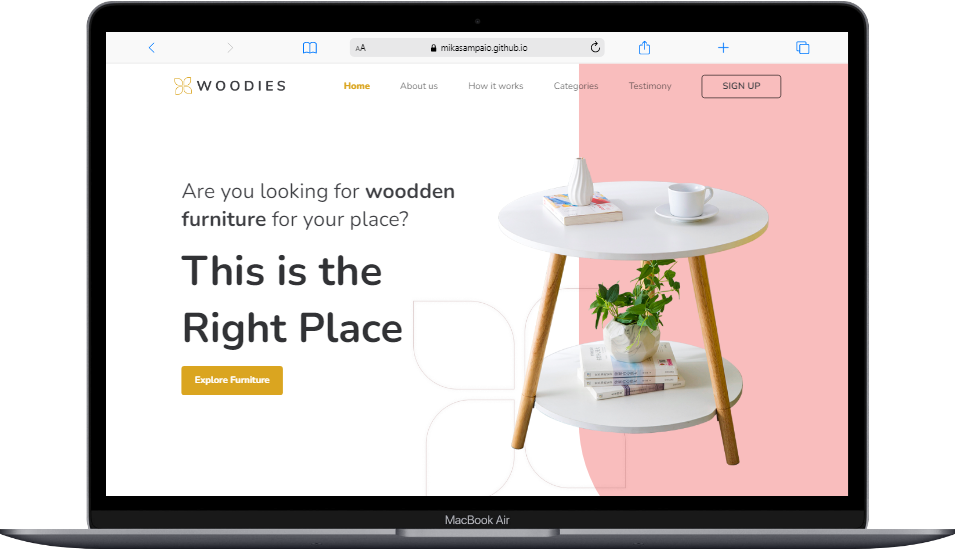 AA mikasampaio.github.io
WOODIES Home About us How it works Categories Testimony SIGN UP
Are you looking for woodden
furniture for your place?
This is the
Right Place
Explore Furniture
MacBook Air